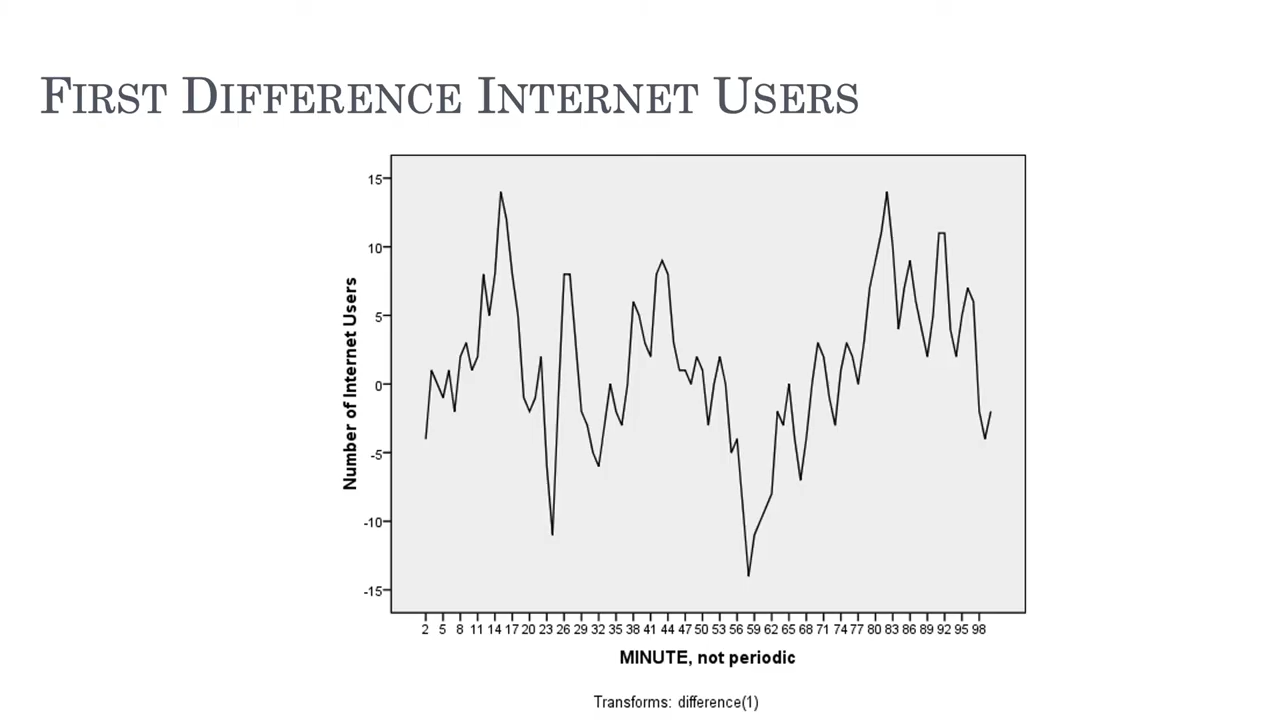 FIRST DIFFERENCE INTERNET USERS
15
10
5
0
-5
-10
-15
Number of Internet Users
2 5 8 11 14 17 20 23 26 29 32 35 38 41 44 47 50 53 56 59 62 65 68 71 74 77 80 83 86 89 92 95 98
MINUTE, not periodic
Transforms: difference(1)